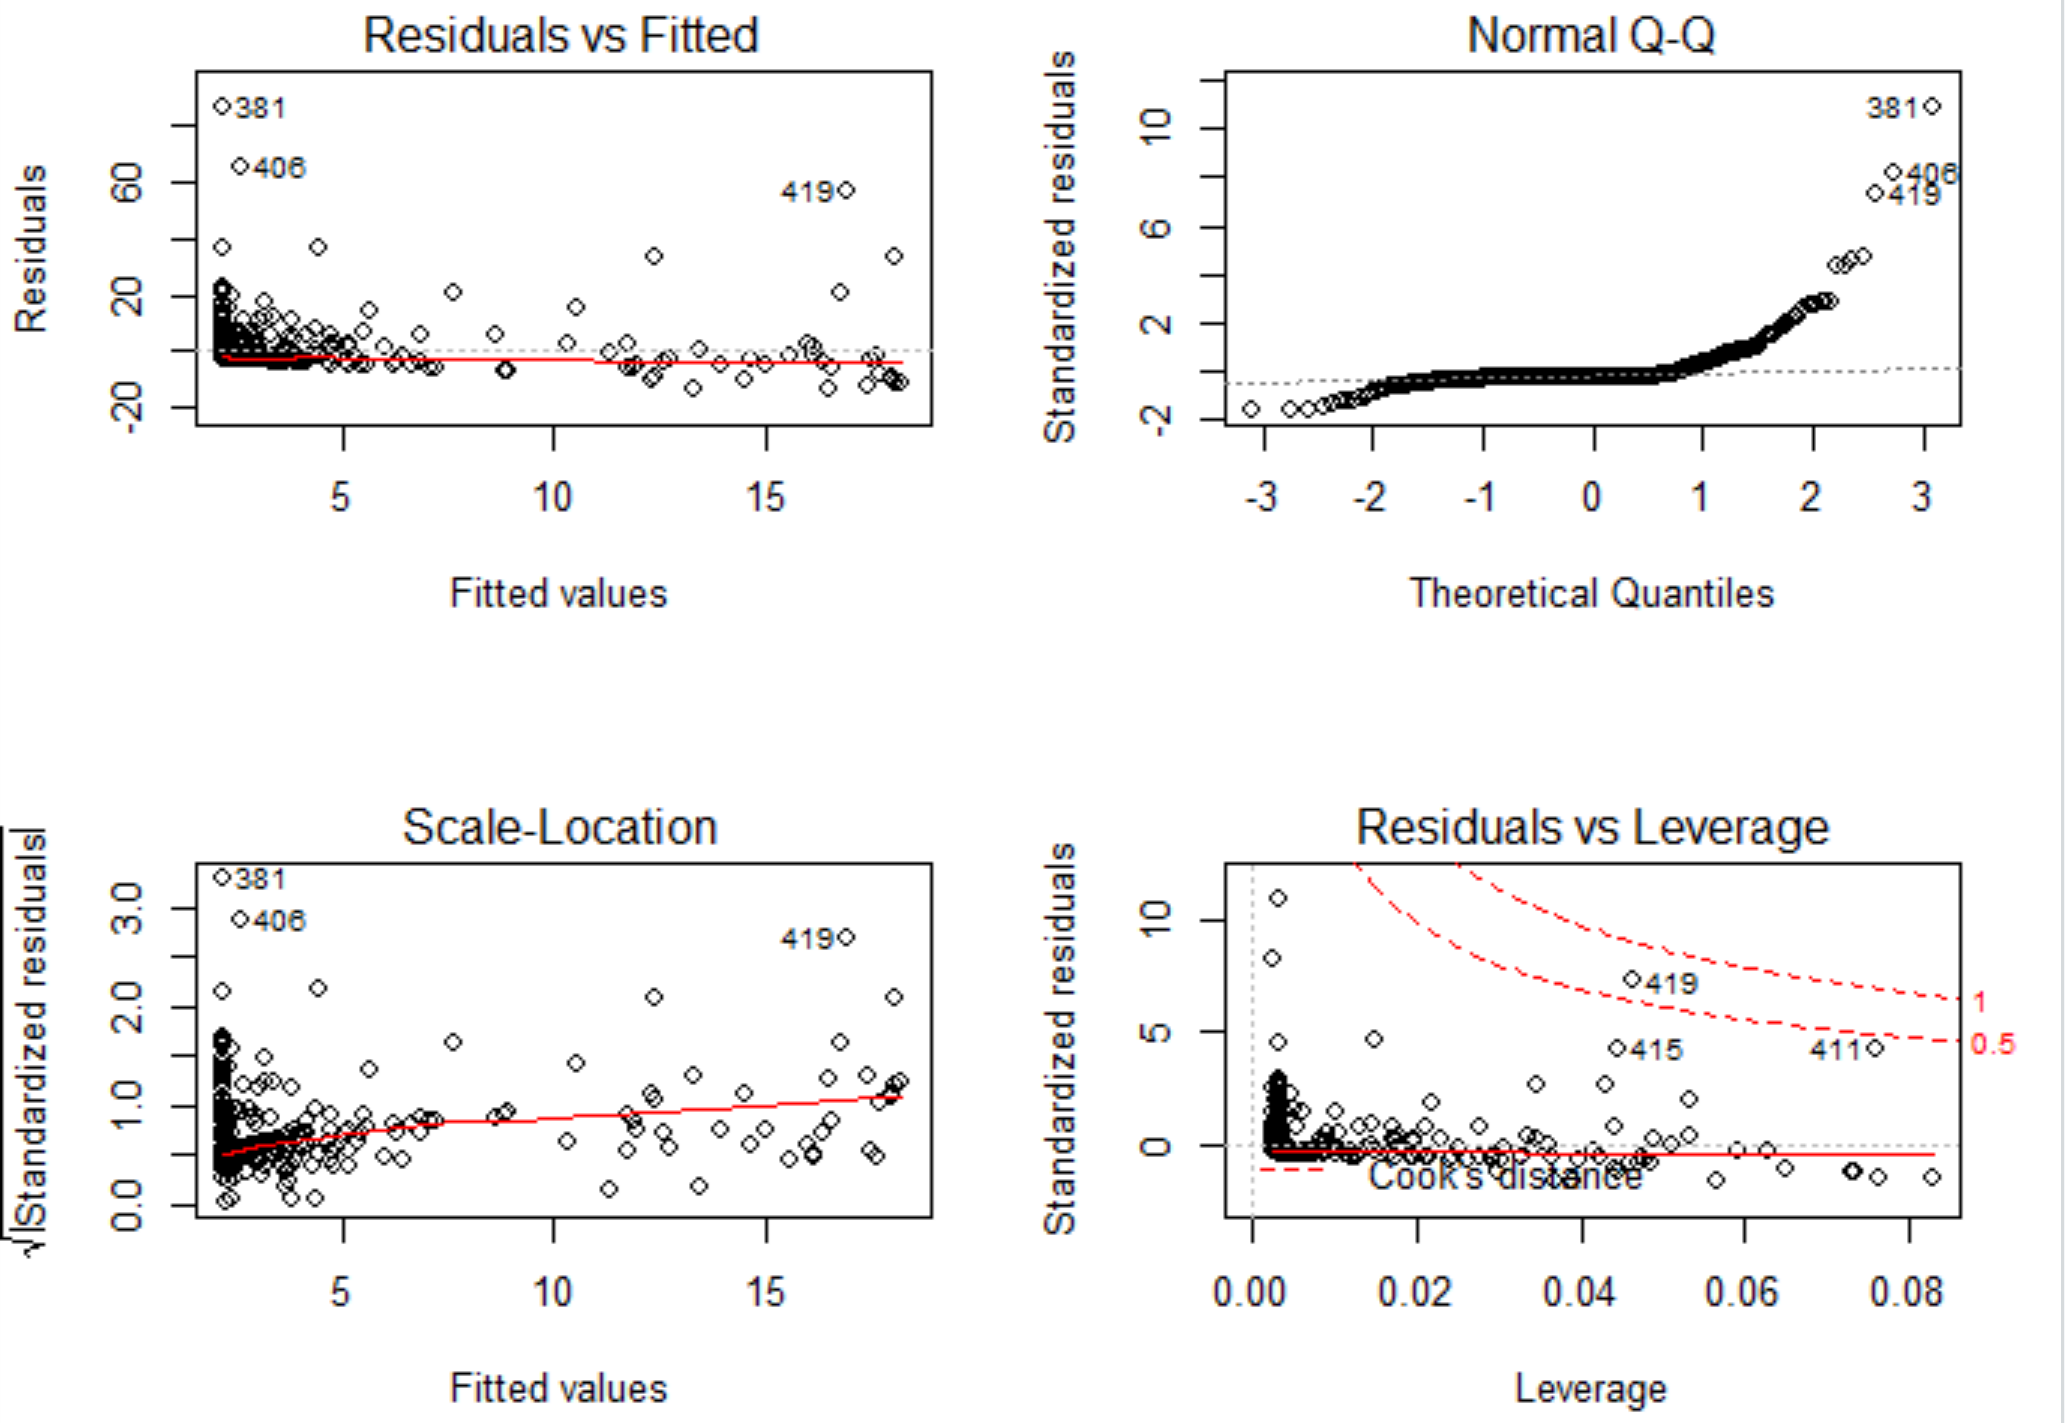 Residuals vs Fitted
Residuals
-20 20 60
381
406
419
5 10 15
Fitted values
Normal Q-Q
Standardized residuals
-2 2 6 10
381
406
419
-3 -2 -1 0 1 2 3
Theoretical Quantiles
Scale-Location
√|Standardized residuals|
0.0 1.0 2.0 3.0
381
406
419
5 10 15
Fitted values
Residuals vs Leverage
Standardized residuals
0 5 10
419
415
411
1
0.5
Cook's distance
0.00 0.02 0.04 0.06 0.08
Leverage